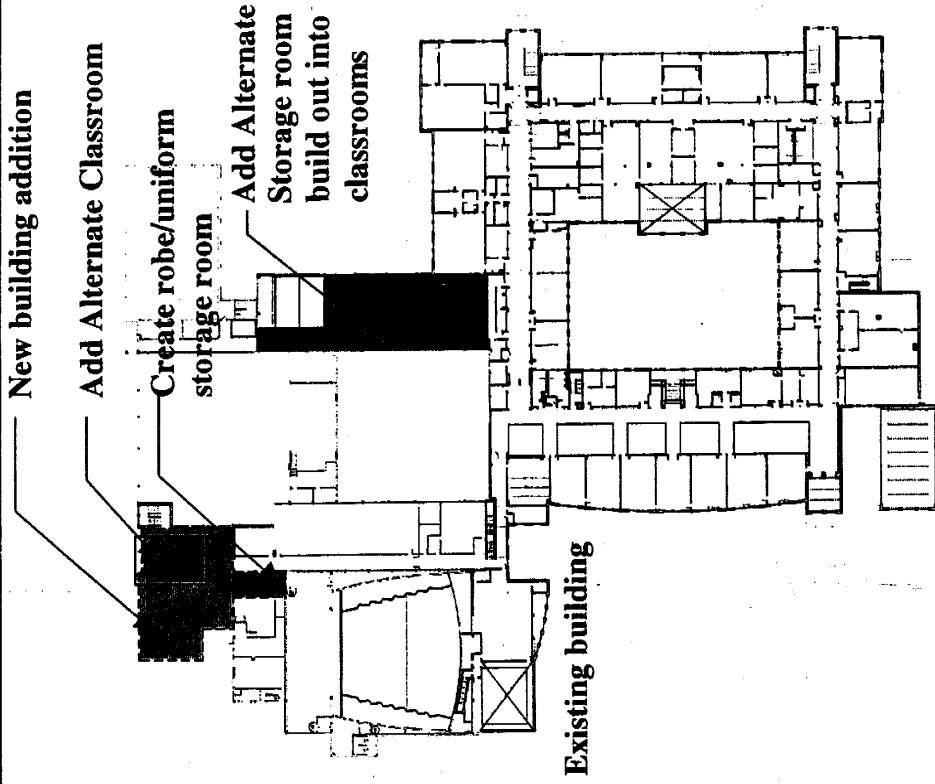 New building addition
Add Alternate Classroom
Create robe/uniform
storage room
Add Alternate
Storage room
build out into
classrooms
Existing building